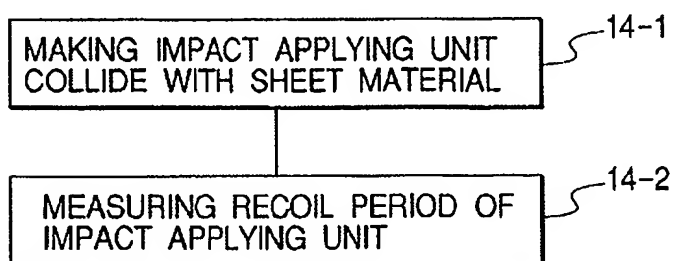 MAKING IMPACT APPLYING UNIT
COLLIDE WITH SHEET MATERIAL
14-1
MEASURING RECOIL PERIOD OF
IMPACT APPLYING UNIT
14-2